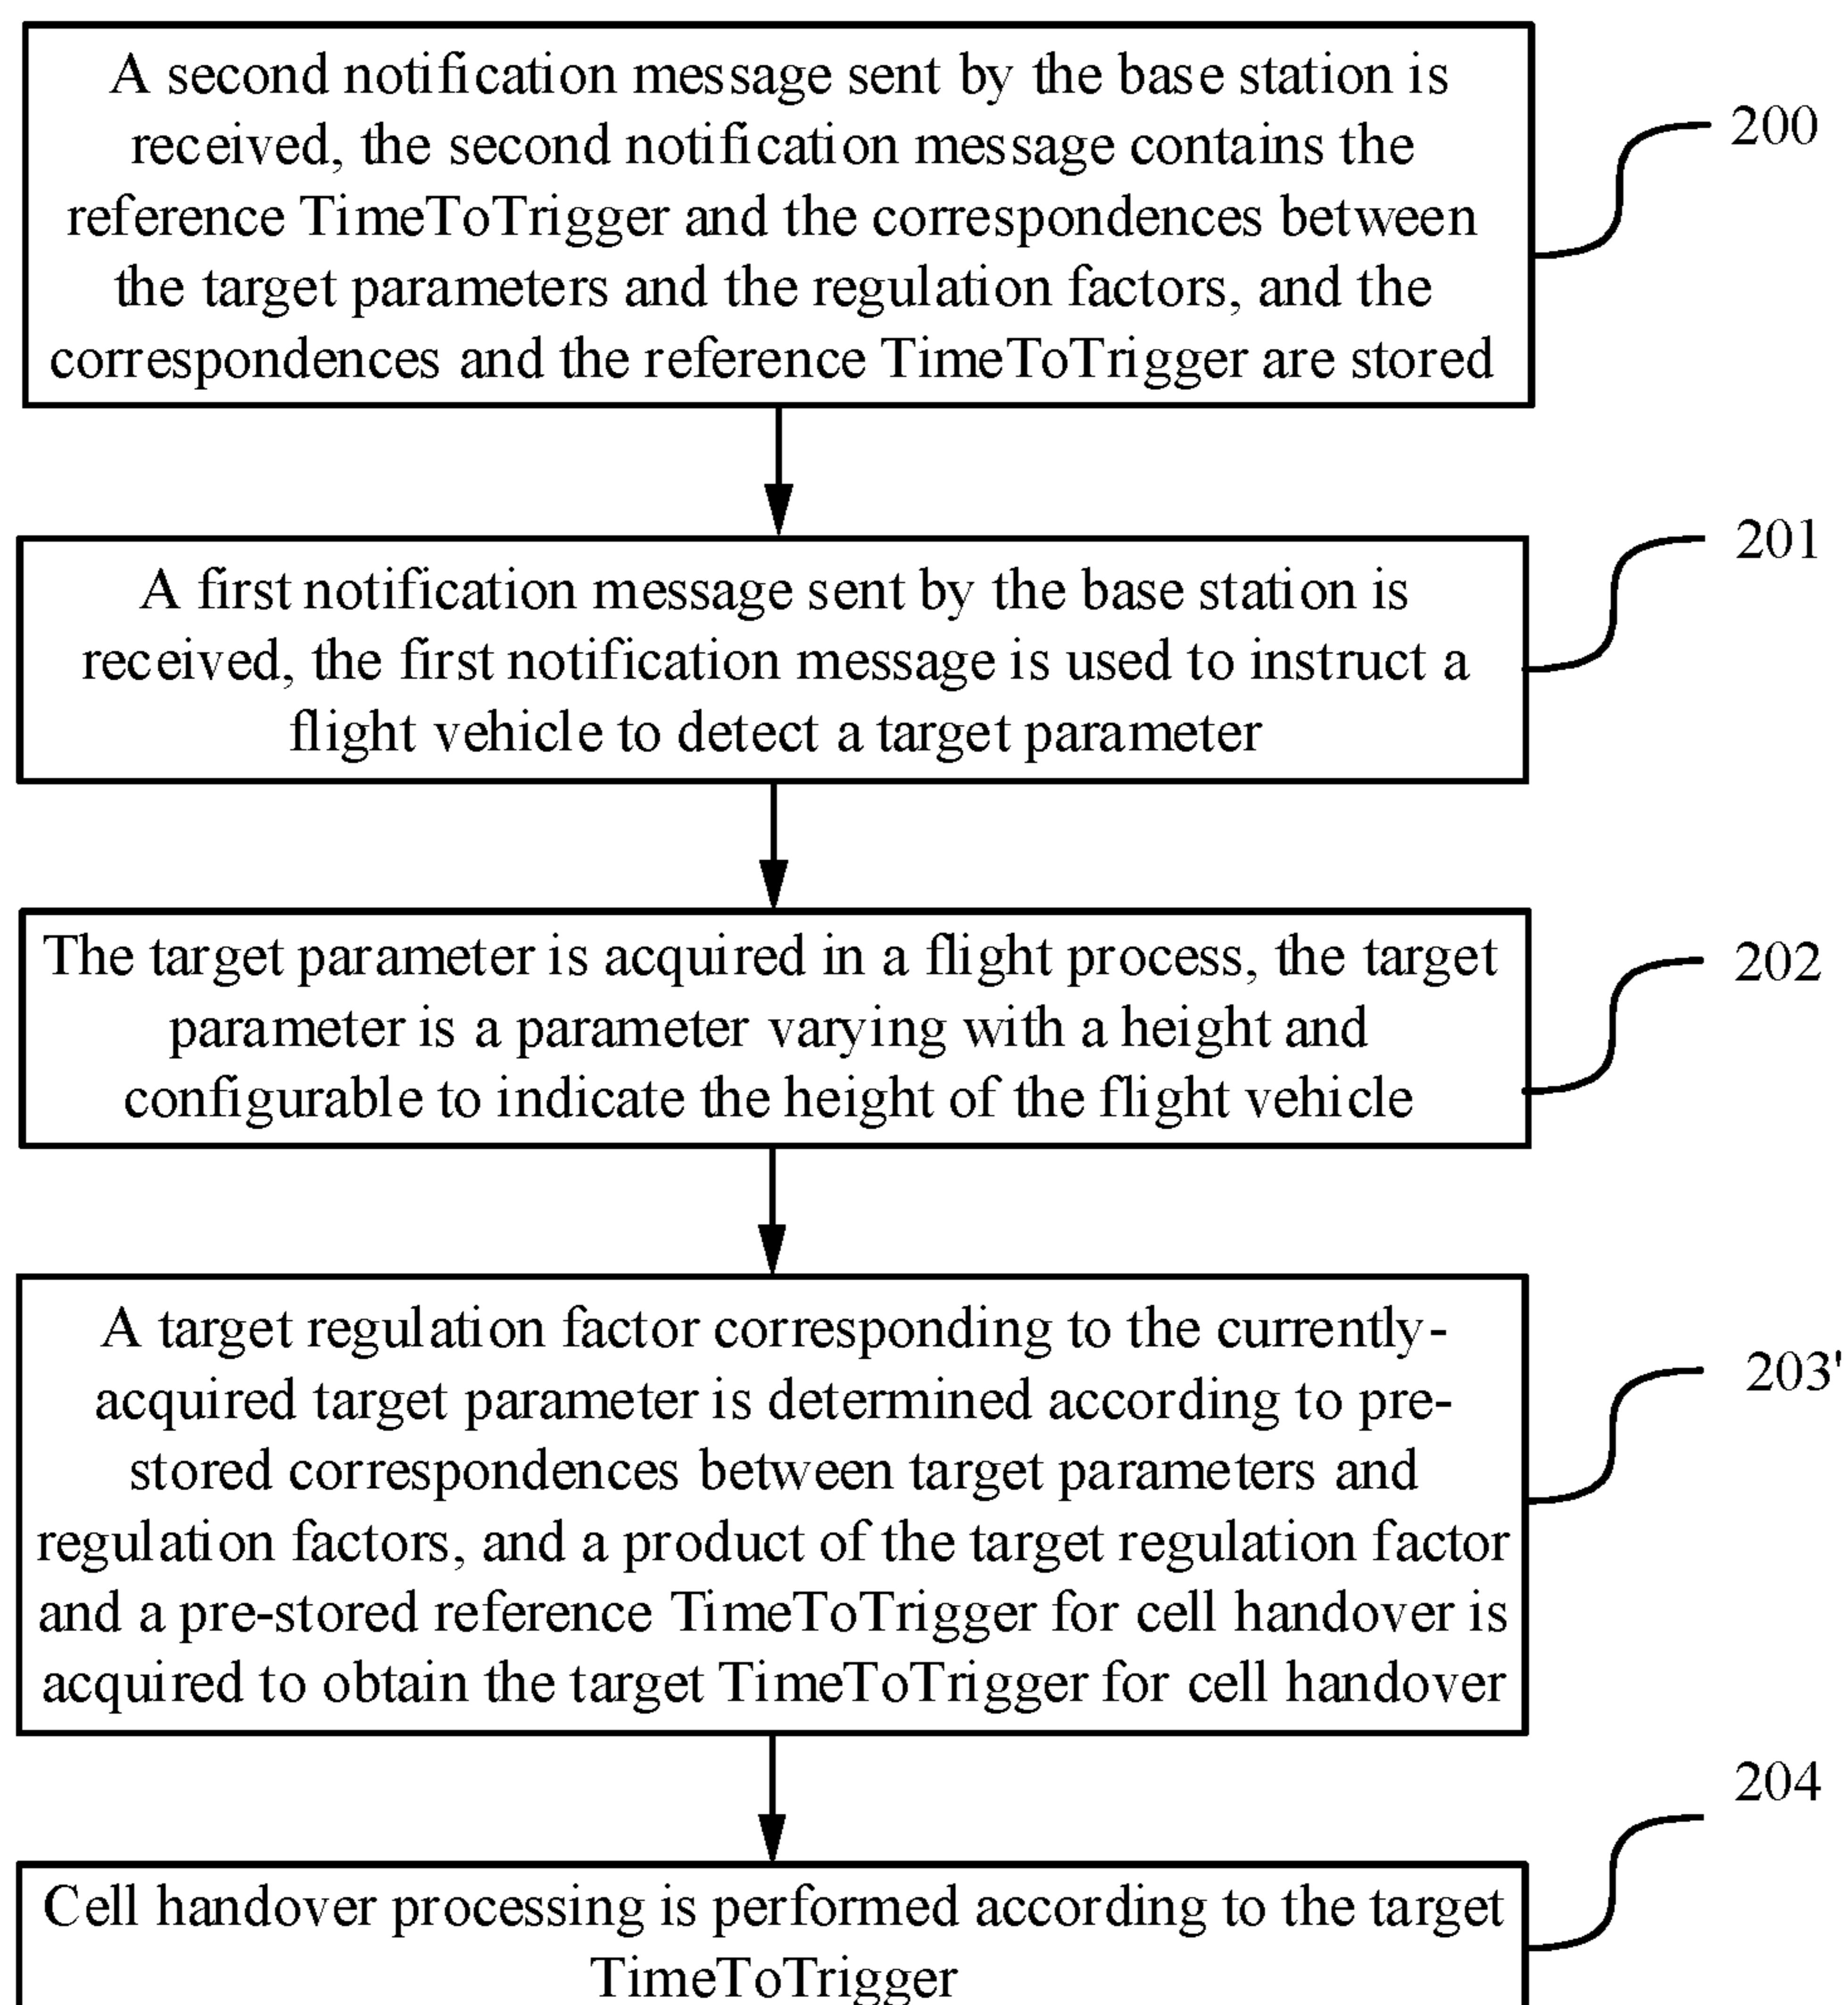 A second notification message sent by the base station is
received, the second notification message contains the
reference TimeToTrigger and the correspondences between
the target parameters and the regulation factors, and the
correspondences and the reference TimeToTrigger are stored
200
A first notification message sent by the base station is
received, the first notification message is used to instruct a
flight vehicle to detect a target parameter
201
The target parameter is acquired in a flight process, the target
parameter is a parameter varying with a height and
configurable to indicate the height of the flight vehicle
202
A target regulation factor corresponding to the currently-
acquired target parameter is determined according to pre-
stored correspondences between target parameters and
regulation factors, and a product of the target regulation factor
and a pre-stored reference TimeToTrigger for cell handover is
acquired to obtain the target TimeToTrigger for cell handover
203'
Cell handover processing is performed according to the target
TimeToTrigger
204